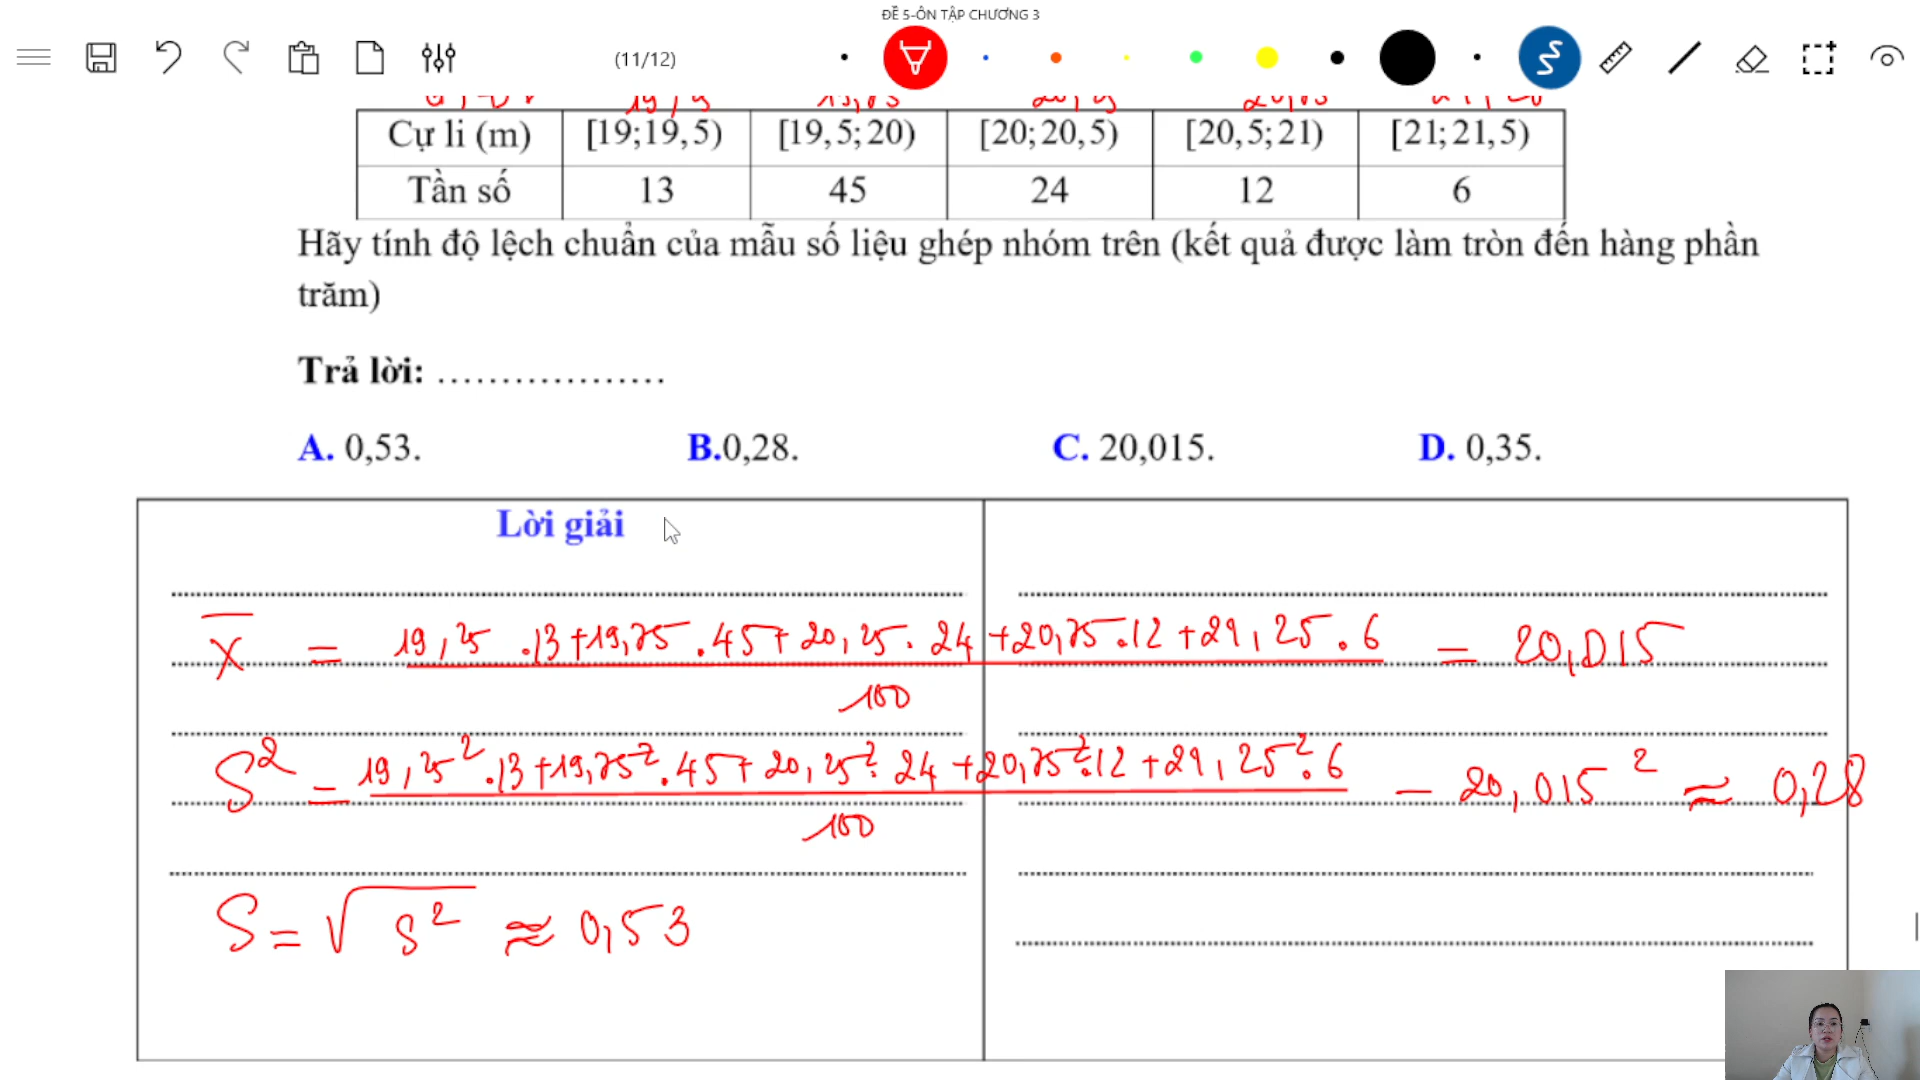 ĐỀ 5-ÔN TẬP CHƯƠNG 3
(11/12)
Cự li (m) [19;19,5) [19,5;20) [20;20,5) [20,5;21) [21;21,5)
Tần số 13 45 24 12 6
Hãy tính độ lệch chuẩn của mẫu số liệu ghép nhóm trên (kết quả được làm tròn đến hàng phần
trăm)
Trả lời: ....................
A. 0,53. B.0,28. C. 20,015. D. 0,35.
Lời giải
x̅ = 19,25 .13+19,75 .45+20,25. 24 +20,75.12 +21,25.6 = 20,015
100
S² = 19,25².13+19,75².45+20,25². 24 +20,75².12 +21,25².6 - 20,015² ≈ 0,28
100
S = √s² ≈ 0,53